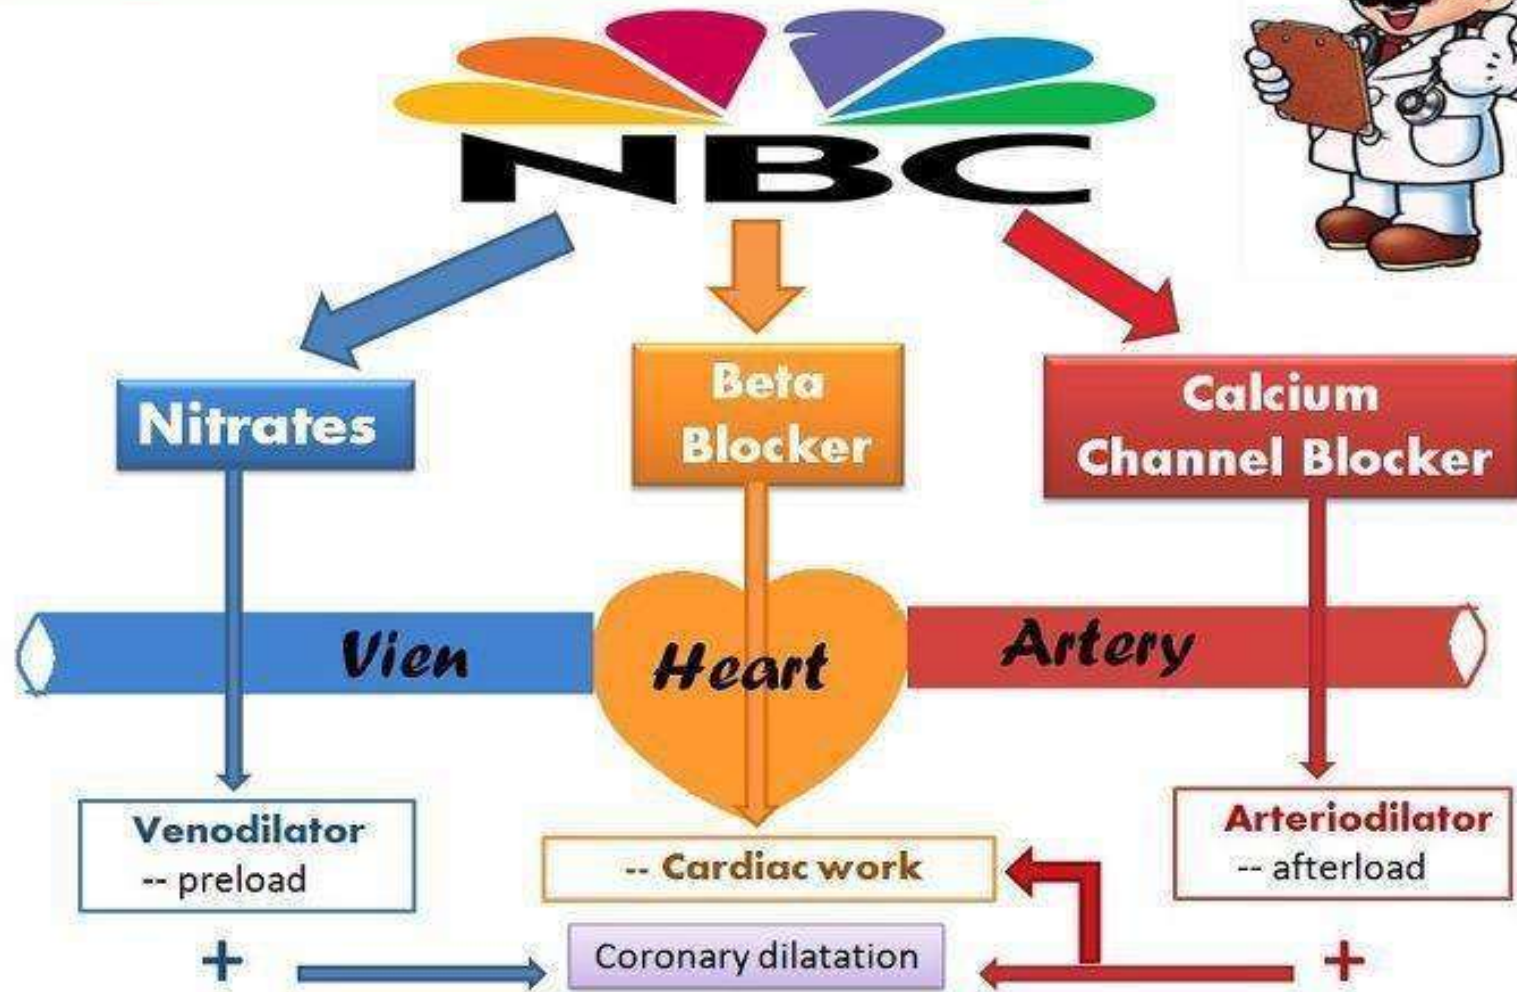 NBC
Nitrates
Beta
Blocker
Calcium
Channel Blocker
Vien
Heart
Artery
Venodilator
-- preload
-- Cardiac work
Arteriodilator
-- afterload
+
Coronary dilatation
+